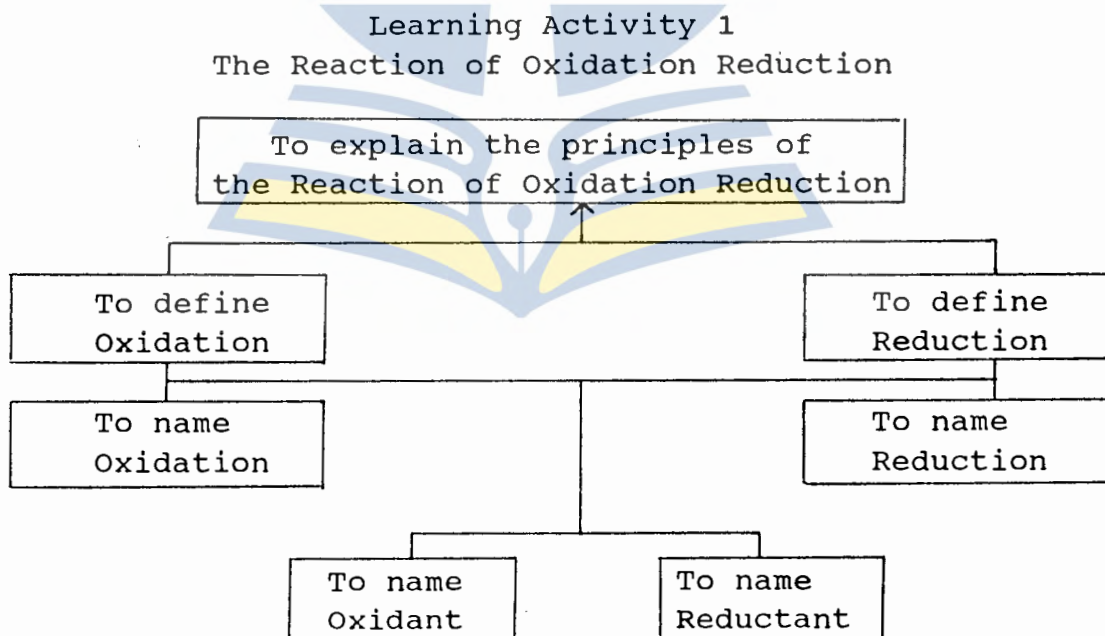 Learning Activity 1
The Reaction of Oxidation Reduction
To explain the principles of
the Reaction of Oxidation Reduction
To define
Oxidation
To define
Reduction
To name
Oxidation
To name
Reduction
To name
Oxidant
To name
Reductant